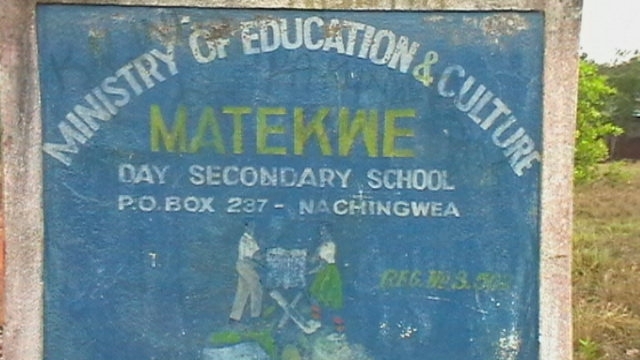 MINISTRY OF EDUCATION & CULTURE
MATEKWE
DAY SECONDARY SCHOOL
P.O. BOX 237 - NACHINGWEA
REG. NO S.